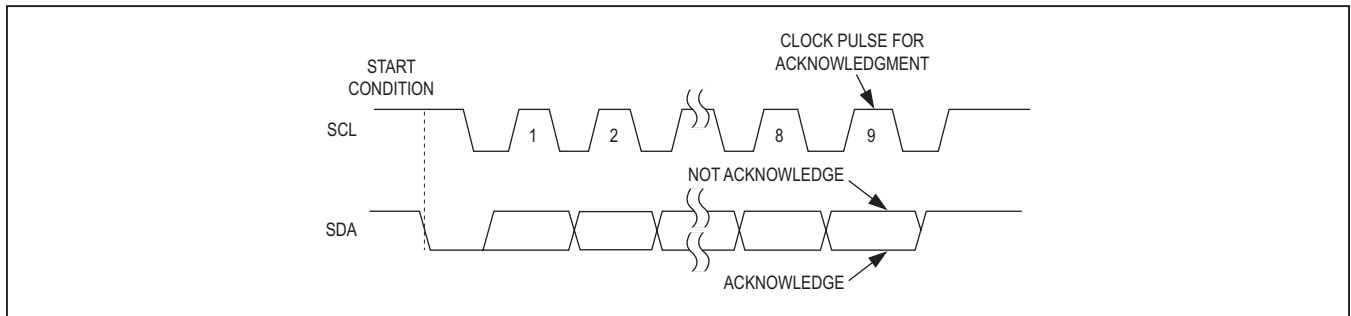 CLOCK PULSE FOR
ACKNOWLEDGMENT
START
CONDITION
SCL
1
2
8
9
NOT ACKNOWLEDGE
SDA
ACKNOWLEDGE